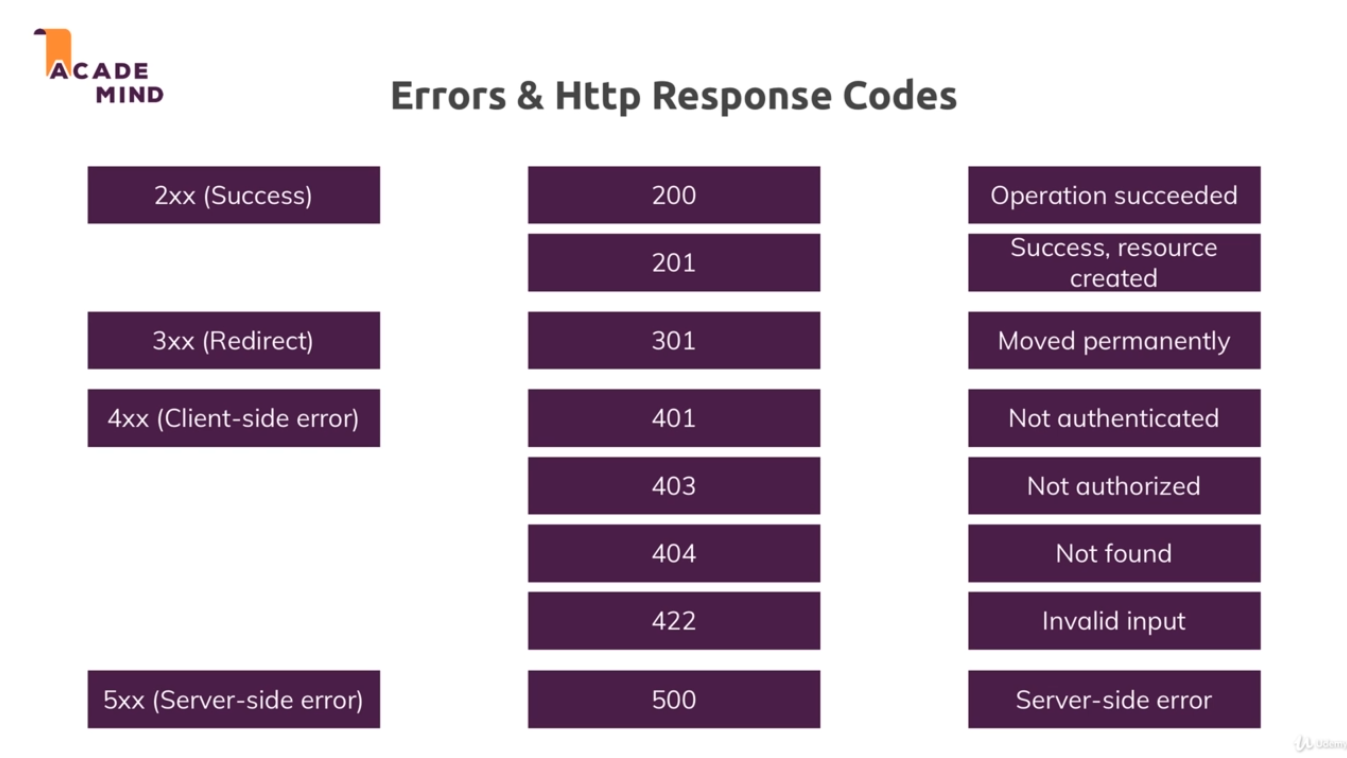 ACADE
MIND
Errors & Http Response Codes
2xx (Success)
200
Operation succeeded
201
Success, resource
created
3xx (Redirect)
301
Moved permanently
4xx (Client-side error)
401
Not authenticated
403
Not authorized
404
Not found
422
Invalid input
5xx (Server-side error)
500
Server-side error
Udemy